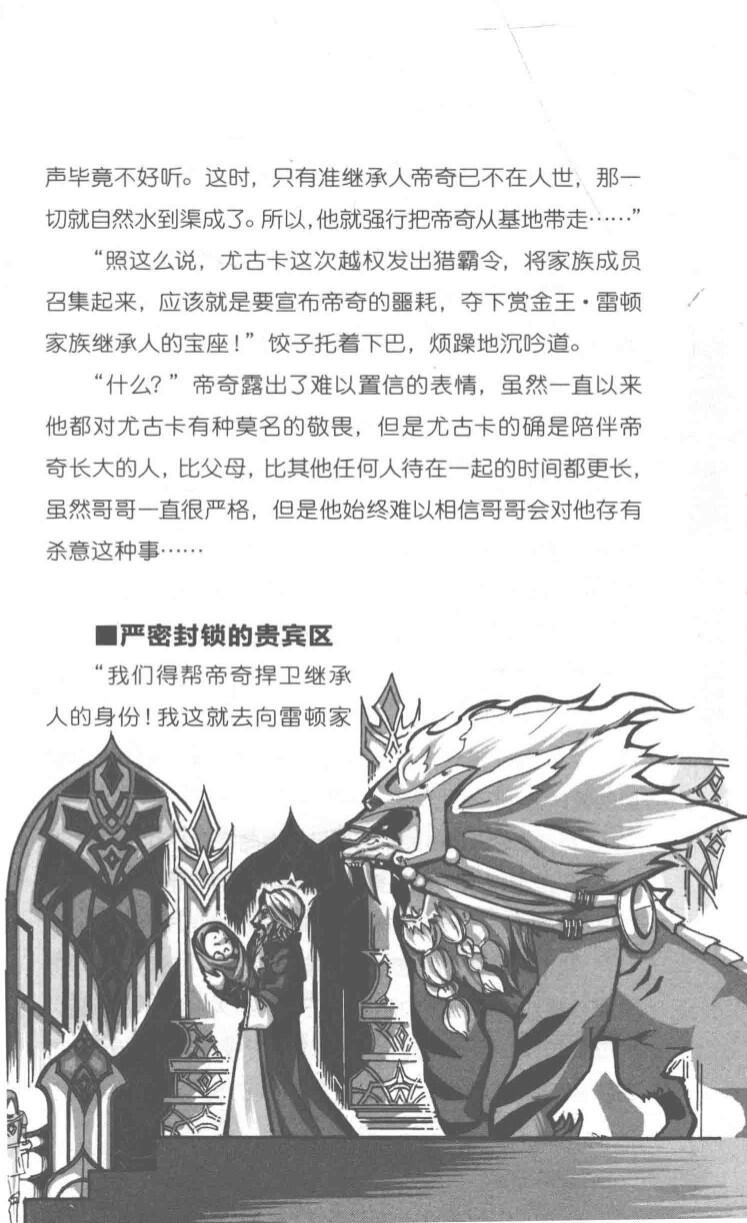 声毕竟不好听。这时，只有准继承人帝奇已不在人世，那一
切就自然水到渠成了。所以，他就强行把帝奇从基地带走……”
“照这么说，尤古卡这次越权发出猎霸令，将家族成员
召集起来，应该就是要宣布帝奇的噩耗，夺下赏金王·雷顿
家族继承人的宝座！”饺子托着下巴，烦躁地沉吟道。
“什么？”帝奇露出了难以置信的表情，虽然一直以来
他都对尤古卡有种莫名的敬畏，但是尤古卡的确是陪伴帝
奇长大的人，比父母，比其他任何人待在一起的时间都更长，
虽然哥哥一直很严格，但是他始终难以相信哥哥会对他存有
杀意这种事……
■严密封锁的贵宾区
“我们得帮帝奇捍卫继承
人的身份！我这就去向雷顿家